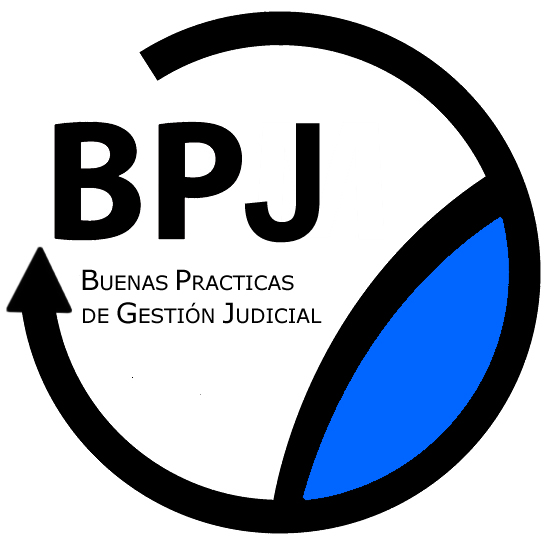 BPJ
BUENAS PRACTICAS
DE GESTIÓN JUDICIAL